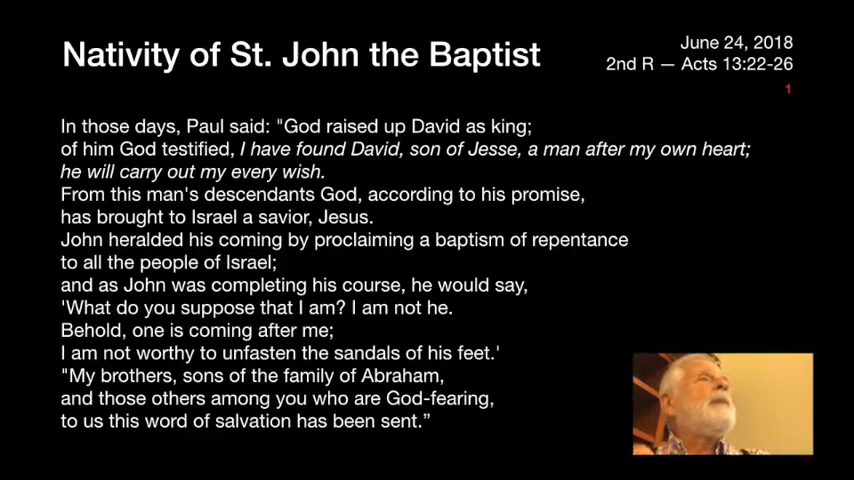 Nativity of St. John the Baptist
June 24, 2018
2nd R — Acts 13:22-26
1
In those days, Paul said: "God raised up David as king;
of him God testified, I have found David, son of Jesse, a man after my own heart;
he will carry out my every wish.
From this man's descendants God, according to his promise,
has brought to Israel a savior, Jesus.
John heralded his coming by proclaiming a baptism of repentance
to all the people of Israel;
and as John was completing his course, he would say,
'What do you suppose that I am? I am not he.
Behold, one is coming after me;
I am not worthy to unfasten the sandals of his feet.'
"My brothers, sons of the family of Abraham,
and those others among you who are God-fearing,
to us this word of salvation has been sent.”